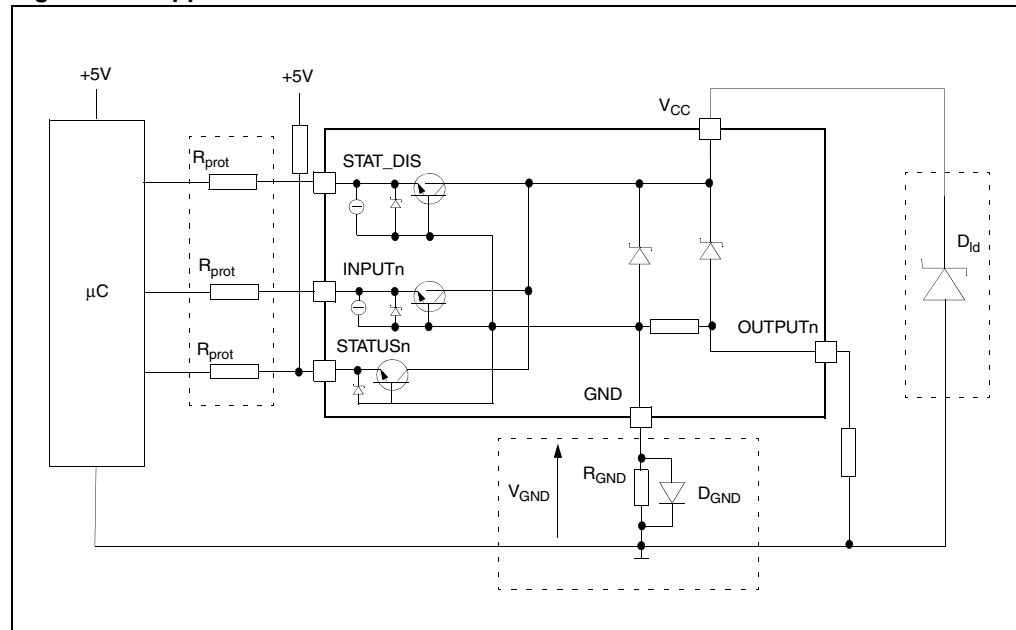 +5V
+5V
VCC
Rprot
STAT_DIS
Dld
Rprot
INPUTn
μC
OUTPUTn
Rprot
STATUSn
GND
RGND
VGND
DGND